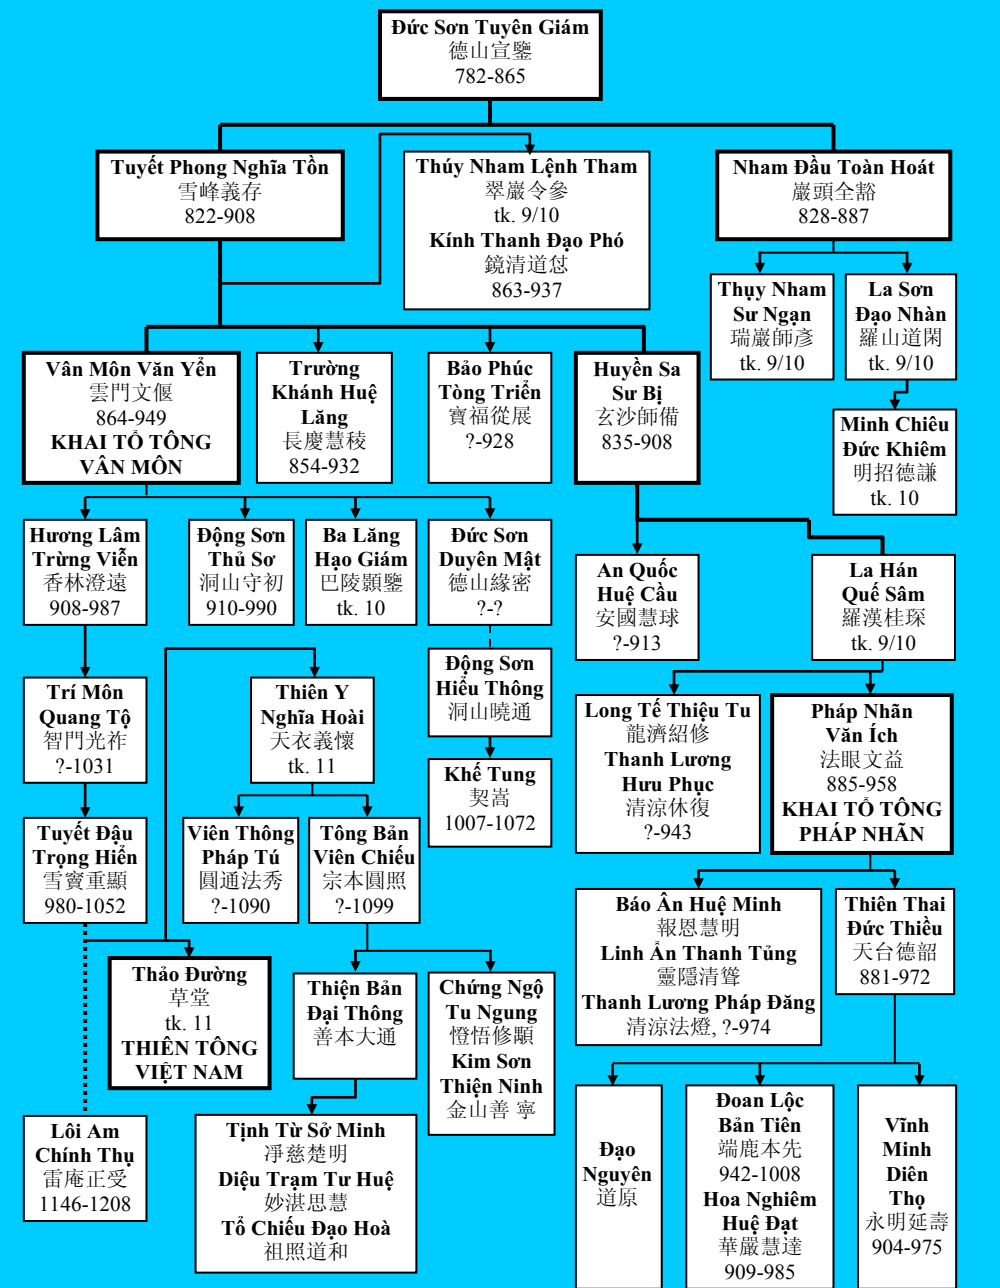 Đức Sơn Tuyên Giám
德山宣鑒
782-865
Tuyết Phong Nghĩa Tồn
雪峰義存
822-908
Thúy Nham Lệnh Tham
翠巖令參
tk. 9/10
Kính Thanh Đạo Phó
鏡清道怤
863-937
Nham Đầu Toàn Hoát
巖頭全豁
828-887
Thụy Nham
Sư Ngạn
瑞巖師彥
tk. 9/10
La Sơn
Đạo Nhàn
羅山道閑
tk. 9/10
Vân Môn Văn Yển
雲門文偃
864-949
KHAI TỔ TÔNG
VÂN MÔN
Trường
Khánh Huệ
Lăng
長慶慧稜
854-932
Bảo Phúc
Tòng Triển
寶福從展
?-928
Huyền Sa
Sư Bị
玄沙師備
835-908
Minh Chiêu
Đức Khiêm
明招德謙
tk. 10
Hương Lâm
Trừng Viễn
香林澄遠
908-987
Động Sơn
Thủ Sơ
洞山守初
910-990
Ba Lăng
Hạo Giám
巴陵顥鑒
tk. 10
Đức Sơn
Duyên Mật
德山緣密
?-?
An Quốc
Huệ Cầu
安國慧球
?-913
La Hán
Quế Sâm
羅漢桂琛
tk. 9/10
Trí Môn
Quang Tộ
智門光祚
?-1031
Thiên Y
Nghĩa Hoài
天衣義懷
tk. 11
Động Sơn
Hiểu Thông
洞山曉通
Long Tế Thiệu Tu
龍濟紹修
Thanh Lương
Hưu Phục
清涼休復
?-943
Pháp Nhãn
Văn Ích
法眼文益
885-958
KHAI TỔ TÔNG
PHÁP NHÃN
Khế Tung
契嵩
1007-1072
Tuyết Đậu
Trọng Hiển
雪竇重顯
980-1052
Viên Thông
Pháp Tú
圓通法秀
?-1090
Tông Bản
Viên Chiếu
宗本圓照
?-1099
Báo Ân Huệ Minh
報恩慧明
Linh Ẩn Thanh Tủng
靈隱清聳
Thanh Lương Pháp Đăng
清涼法燈, ?-974
Thiên Thai
Đức Thiều
天台德韶
881-972
Thảo Đường
草堂
tk. 11
THIÊN TÔNG
VIỆT NAM
Thiện Bản
Đại Thông
善本大通
Chứng Ngộ
Tu Ngung
憕悟修顒
Kim Sơn
Thiện Ninh
金山善 寧
Lôi Am
Chính Thụ
雷庵正受
1146-1208
Tịnh Từ Sở Minh
凈慈楚明
Diệu Trạm Tư Huệ
妙湛思慧
Tổ Chiếu Đạo Hoà
祖照道和
Đạo
Nguyên
道原
Đoan Lộc
Bản Tiên
端鹿本先
942-1008
Hoa Nghiêm
Huệ Đạt
華嚴慧達
909-985
Vĩnh
Minh
Diên
Thọ
永明延壽
904-975